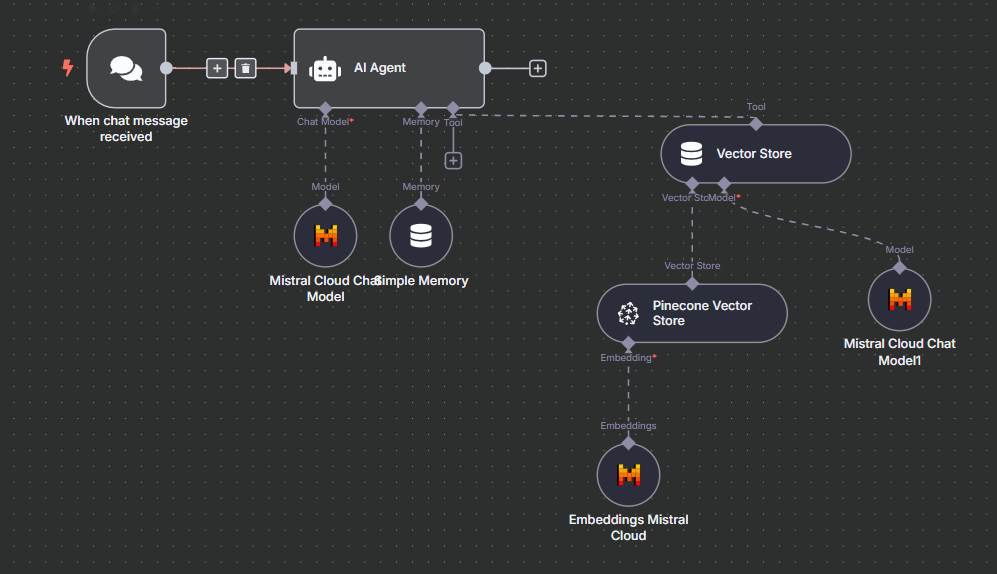 AI Agent
When chat message
received
Chat Model*
Memory
Tool
Tool
Vector Store
Vector Sto
Model*
Model
Memory
Mistral Cloud Chat
Model
Simple Memory
Vector Store
Model
Pinecone Vector
Store
Mistral Cloud Chat
Model1
Embedding*
Embeddings
Embeddings Mistral
Cloud